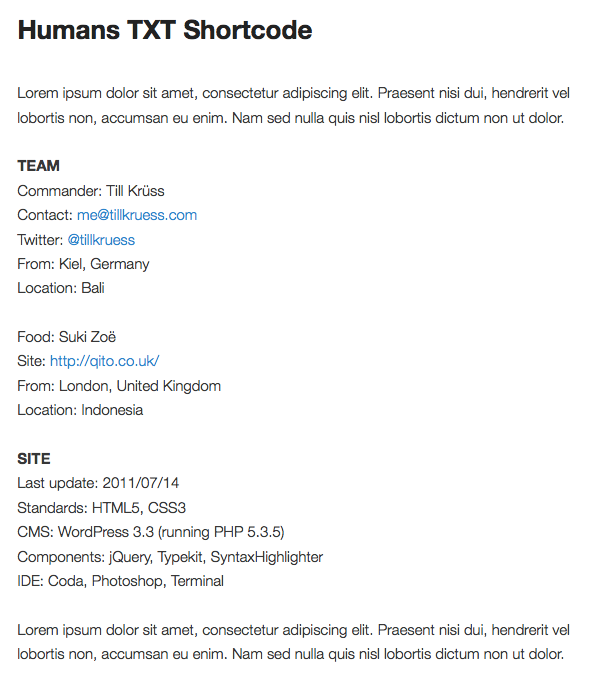 Humans TXT Shortcode
Lorem ipsum dolor sit amet, consectetur adipiscing elit. Praesent nisi dui, hendrerit vel
lobortis non, accumsan eu enim. Nam sed nulla quis nisl lobortis dictum non ut dolor.
TEAM
Commander: Till Krüss
Contact: me@tillkruess.com
Twitter: @tillkruess
From: Kiel, Germany
Location: Bali
Food: Suki Zoë
Site: http://qito.co.uk/
From: London, United Kingdom
Location: Indonesia
SITE
Last update: 2011/07/14
Standards: HTML5, CSS3
CMS: WordPress 3.3 (running PHP 5.3.5)
Components: jQuery, Typekit, SyntaxHighlighter
IDE: Coda, Photoshop, Terminal
Lorem ipsum dolor sit amet, consectetur adipiscing elit. Praesent nisi dui, hendrerit vel
lobortis non, accumsan eu enim. Nam sed nulla quis nisl lobortis dictum non ut dolor.